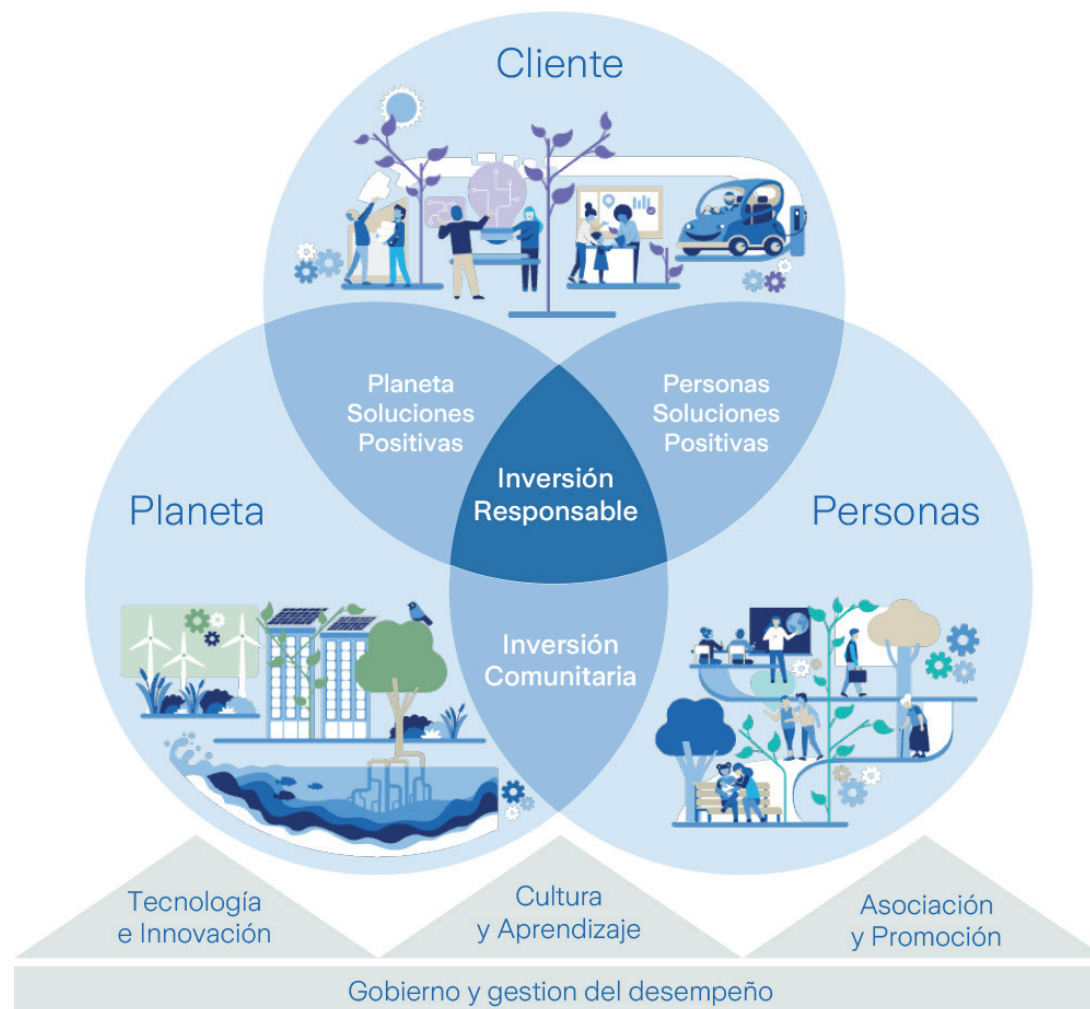 Cliente
Planeta
Soluciones
Positivas
Personas
Soluciones
Positivas
Inversión
Responsable
Planeta
Personas
Inversión
Comunitaria
Tecnología
e Innovación
Cultura
y Aprendizaje
Asociación
y Promoción
Gobierno y gestion del desempeño